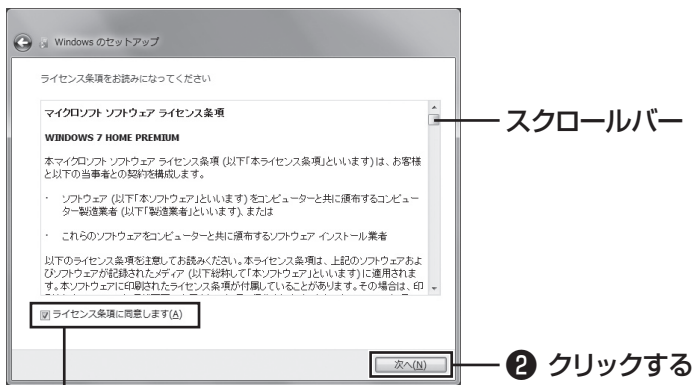 Windows のセットアップ
ライセンス条項をお読みになってください
マイクロソフト ソフトウェア ライセンス条項
WINDOWS 7 HOME PREMIUM
本マイクロソフト ソフトウェア ライセンス条項 (以下「本ライセンス条項」といいます) は、お客様
と以下の当事者との契約を構成します。
・ ソフトウェア (以下「本ソフトウェア」といいます) をコンピューターと共に頒布するコンピュー
ター製造業者 (以下「製造業者」といいます)、または
・ これらのソフトウェアをコンピューターと共に頒布するソフトウェア インストール業者
以下のライセンス条項を注意してお読みください。本ライセンス条項は、上記のソフトウェアおよ
びソフトウェアが記録されたメディア (以下総称して「本ソフトウェア」といいます) に適用されま
す。本ソフトウェアに印刷されたライセンス条項が付属していることがあります。その場合は、印
ライセンス条項に同意します(A)
次へ(N)
スクロールバー
❷ クリックする